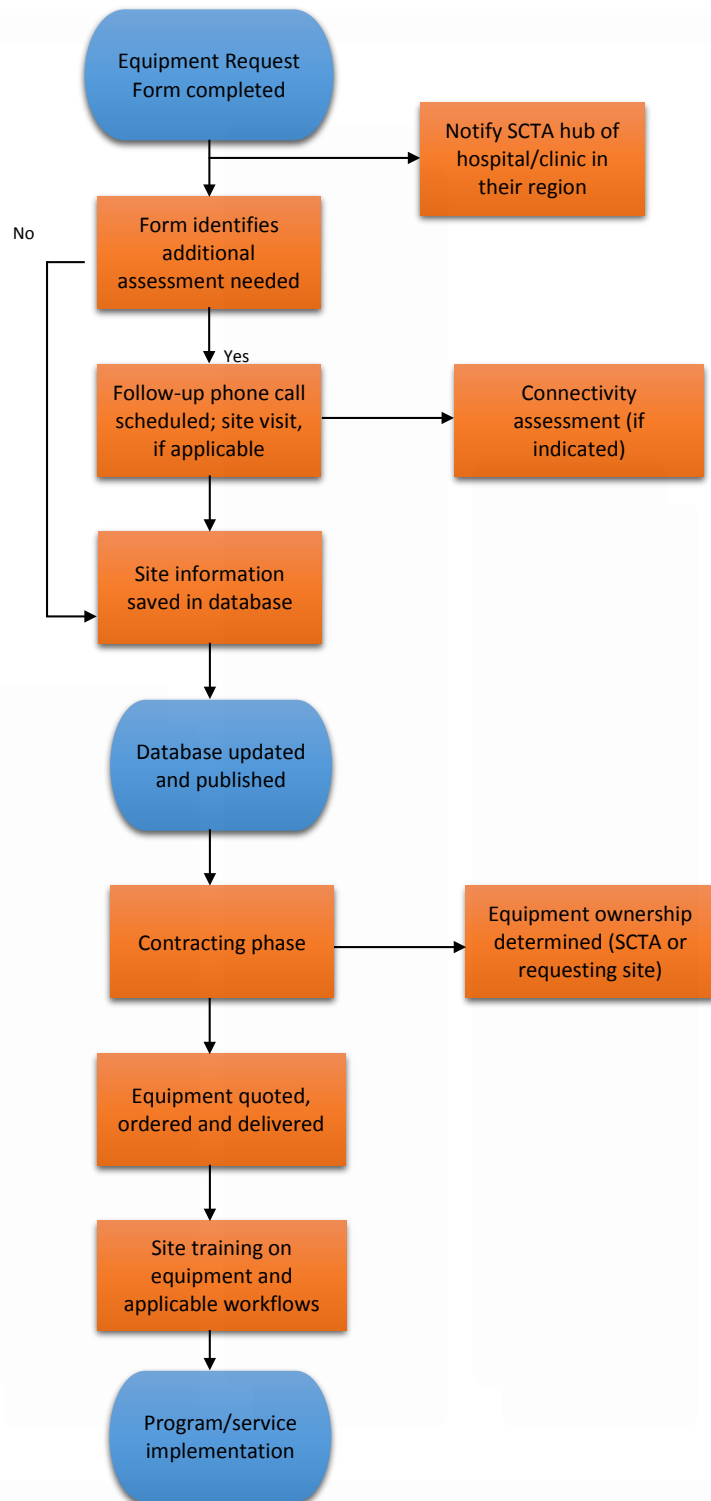 Equipment Request
Form completed
Notify SCTA hub of
hospital/clinic in
their region
No
Form identifies
additional
assessment needed
Yes
Follow-up phone call
scheduled; site visit,
if applicable
Connectivity
assessment (if
indicated)
Site information
saved in database
Database updated
and published
Contracting phase
Equipment ownership
determined (SCTA or
requesting site)
Equipment quoted,
ordered and delivered
Site training on
equipment and
applicable workflows
Program/service
implementation